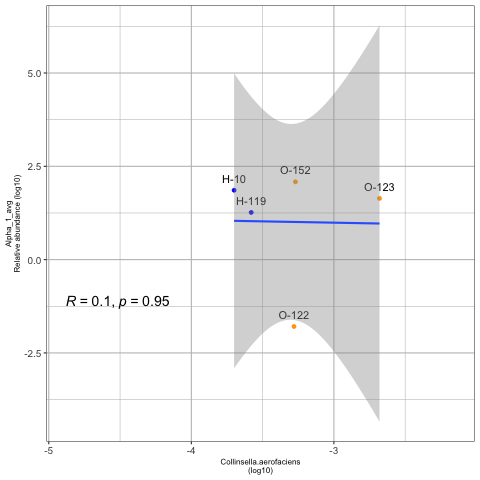 5.0
2.5
0.0
-2.5
Alpha_1_avg
Relative abundance (log10)
H-10
O-152
H-119
O-123
R = 0.1, p = 0.95
O-122
-5
-4
-3
Collinsella.aerofaciens
(log10)